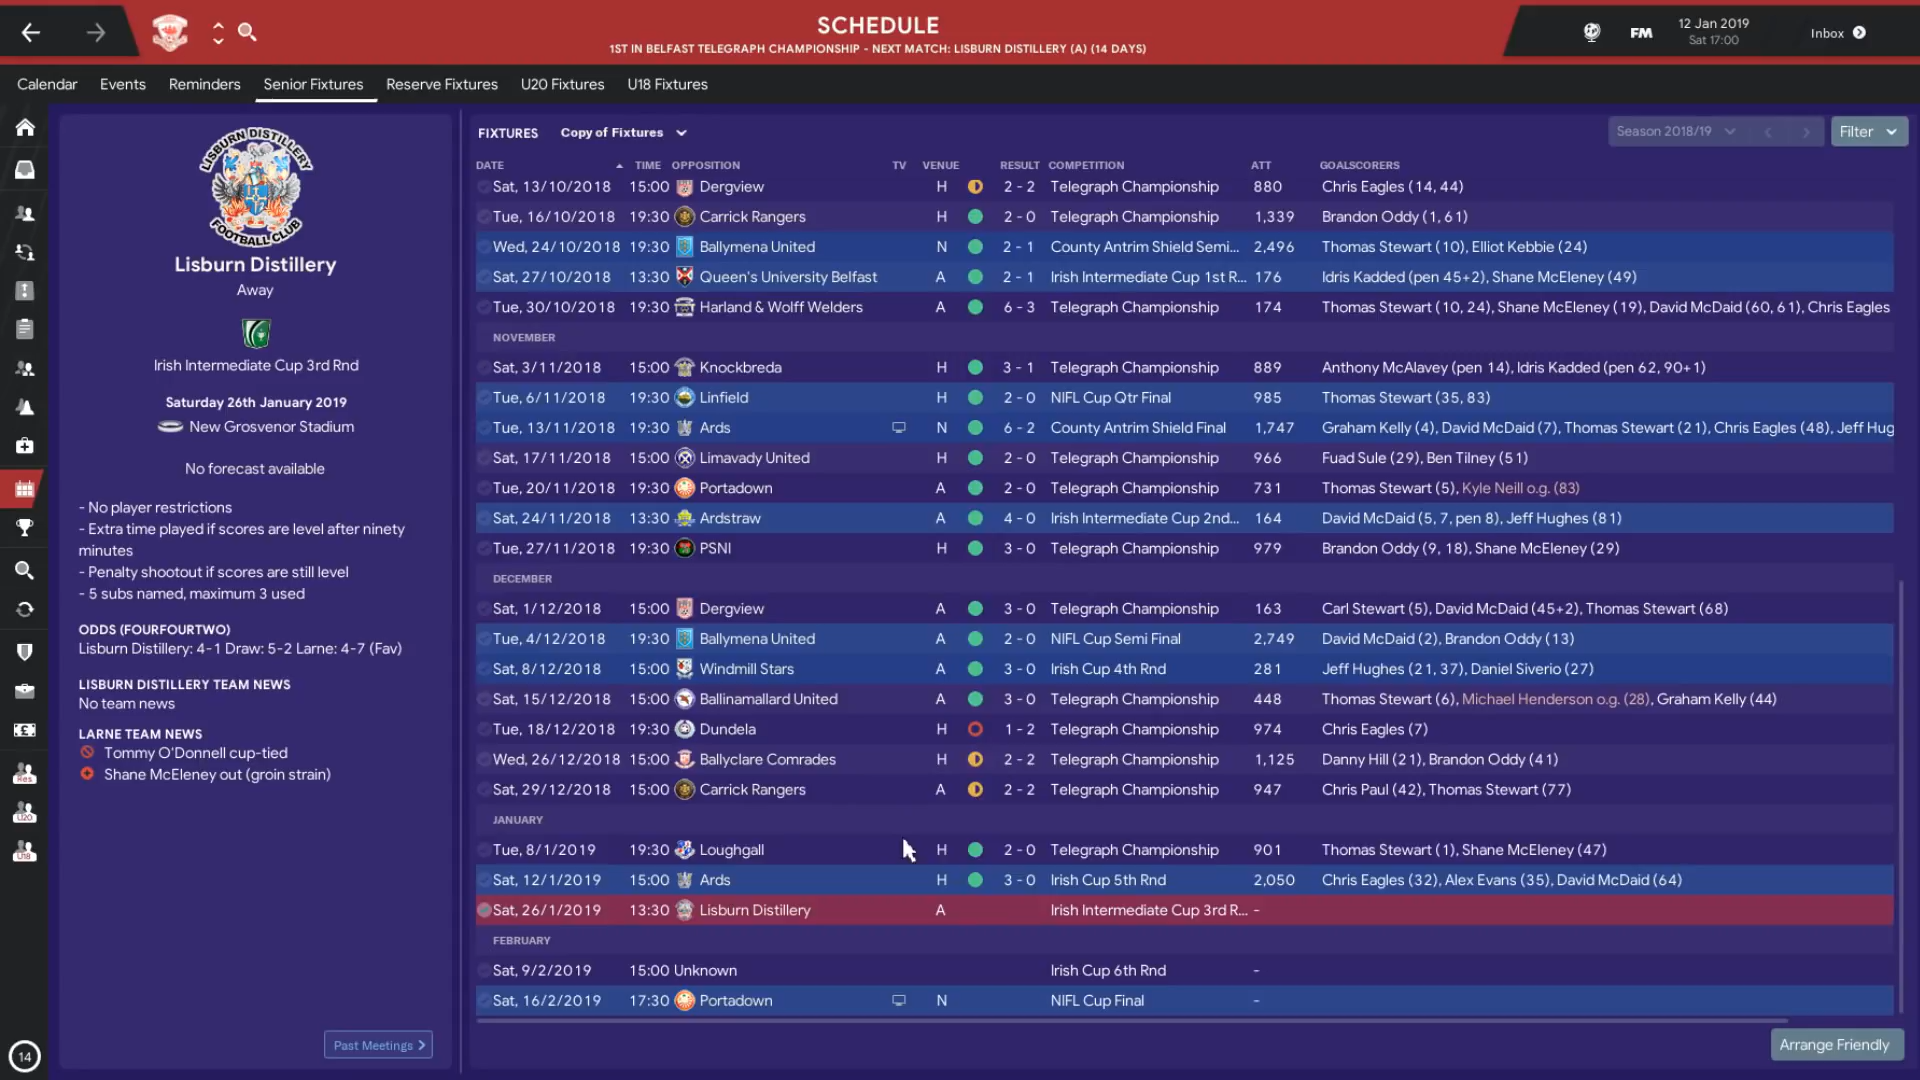 SCHEDULE
1ST IN BELFAST TELEGRAPH CHAMPIONSHIP - NEXT MATCH: LISBURN DISTILLERY (A) (14 DAYS)
FM
12 Jan 2019
Sat 17:00
Inbox
Calendar Events Reminders Senior Fixtures Reserve Fixtures U20 Fixtures U18 Fixtures
LISBURN DISTILLERY
FOOTBALL CLUB
Lisburn Distillery
Away
Irish Intermediate Cup 3rd Rnd
Saturday 26th January 2019
New Grosvenor Stadium
No forecast available
- No player restrictions
- Extra time played if scores are level after ninety
minutes
- Penalty shootout if scores are still level
- 5 subs named, maximum 3 used
ODDS (FOURFOURTWO)
Lisburn Distillery: 4-1 Draw: 5-2 Larne: 4-7 (Fav)
LISBURN DISTILLERY TEAM NEWS
No team news
LARNE TEAM NEWS
Tommy O'Donnell cup-tied
Shane McEleney out (groin strain)
Past Meetings
Res
U20
U18
14
FIXTURES Copy of Fixtures Season 2018/19 Filter
DATE TIME OPPOSITION TV VENUE RESULT COMPETITION ATT GOALSCORERS
Sat, 13/10/2018 15:00 Dergview H 2 - 2 Telegraph Championship 880 Chris Eagles (14, 44)
Tue, 16/10/2018 19:30 Carrick Rangers H 2 - 0 Telegraph Championship 1,339 Brandon Oddy (1, 61)
Wed, 24/10/2018 19:30 Ballymena United N 2 - 1 County Antrim Shield Semi... 2,496 Thomas Stewart (10), Elliot Kebbie (24)
Sat, 27/10/2018 13:30 Queen's University Belfast A 2 - 1 Irish Intermediate Cup 1st R... 176 Idris Kadded (pen 45+2), Shane McEleney (49)
Tue, 30/10/2018 19:30 Harland & Wolff Welders A 6 - 3 Telegraph Championship 174 Thomas Stewart (10, 24), Shane McEleney (19), David McDaid (60, 61), Chris Eagles
NOVEMBER
Sat, 3/11/2018 15:00 Knockbreda H 3 - 1 Telegraph Championship 889 Anthony McAlavey (pen 14), Idris Kadded (pen 62, 90+1)
Tue, 6/11/2018 19:30 Linfield H 2 - 0 NIFL Cup Qtr Final 985 Thomas Stewart (35, 83)
Tue, 13/11/2018 19:30 Ards N 6 - 2 County Antrim Shield Final 1,747 Graham Kelly (4), David McDaid (7), Thomas Stewart (21), Chris Eagles (48), Jeff Hug
Sat, 17/11/2018 15:00 Limavady United H 2 - 0 Telegraph Championship 966 Fuad Sule (29), Ben Tilney (51)
Tue, 20/11/2018 19:30 Portadown A 2 - 0 Telegraph Championship 731 Thomas Stewart (5), Kyle Neill o.g. (83)
Sat, 24/11/2018 13:30 Ardstraw A 4 - 0 Irish Intermediate Cup 2nd... 164 David McDaid (5, 7, pen 8), Jeff Hughes (81)
Tue, 27/11/2018 19:30 PSNI H 3 - 0 Telegraph Championship 979 Brandon Oddy (9, 18), Shane McEleney (29)
DECEMBER
Sat, 1/12/2018 15:00 Dergview A 3 - 0 Telegraph Championship 163 Carl Stewart (5), David McDaid (45+2), Thomas Stewart (68)
Tue, 4/12/2018 19:30 Ballymena United A 2 - 0 NIFL Cup Semi Final 2,749 David McDaid (2), Brandon Oddy (13)
Sat, 8/12/2018 15:00 Windmill Stars A 3 - 0 Irish Cup 4th Rnd 281 Jeff Hughes (21, 37), Daniel Siverio (27)
Sat, 15/12/2018 15:00 Ballinamallard United A 3 - 0 Telegraph Championship 448 Thomas Stewart (6), Michael Henderson o.g. (28), Graham Kelly (44)
Tue, 18/12/2018 19:30 Dundela H 1 - 2 Telegraph Championship 974 Chris Eagles (7)
Wed, 26/12/2018 15:00 Ballyclare Comrades H 2 - 2 Telegraph Championship 1,125 Danny Hill (21), Brandon Oddy (41)
Sat, 29/12/2018 15:00 Carrick Rangers A 2 - 2 Telegraph Championship 947 Chris Paul (42), Thomas Stewart (77)
JANUARY
Tue, 8/1/2019 19:30 Loughgall H 2 - 0 Telegraph Championship 901 Thomas Stewart (1), Shane McEleney (47)
Sat, 12/1/2019 15:00 Ards H 3 - 0 Irish Cup 5th Rnd 2,050 Chris Eagles (32), Alex Evans (35), David McDaid (64)
Sat, 26/1/2019 13:30 Lisburn Distillery A Irish Intermediate Cup 3rd R... -
FEBRUARY
Sat, 9/2/2019 15:00 Unknown Irish Cup 6th Rnd -
Sat, 16/2/2019 17:30 Portadown N NIFL Cup Final -
Arrange Friendly